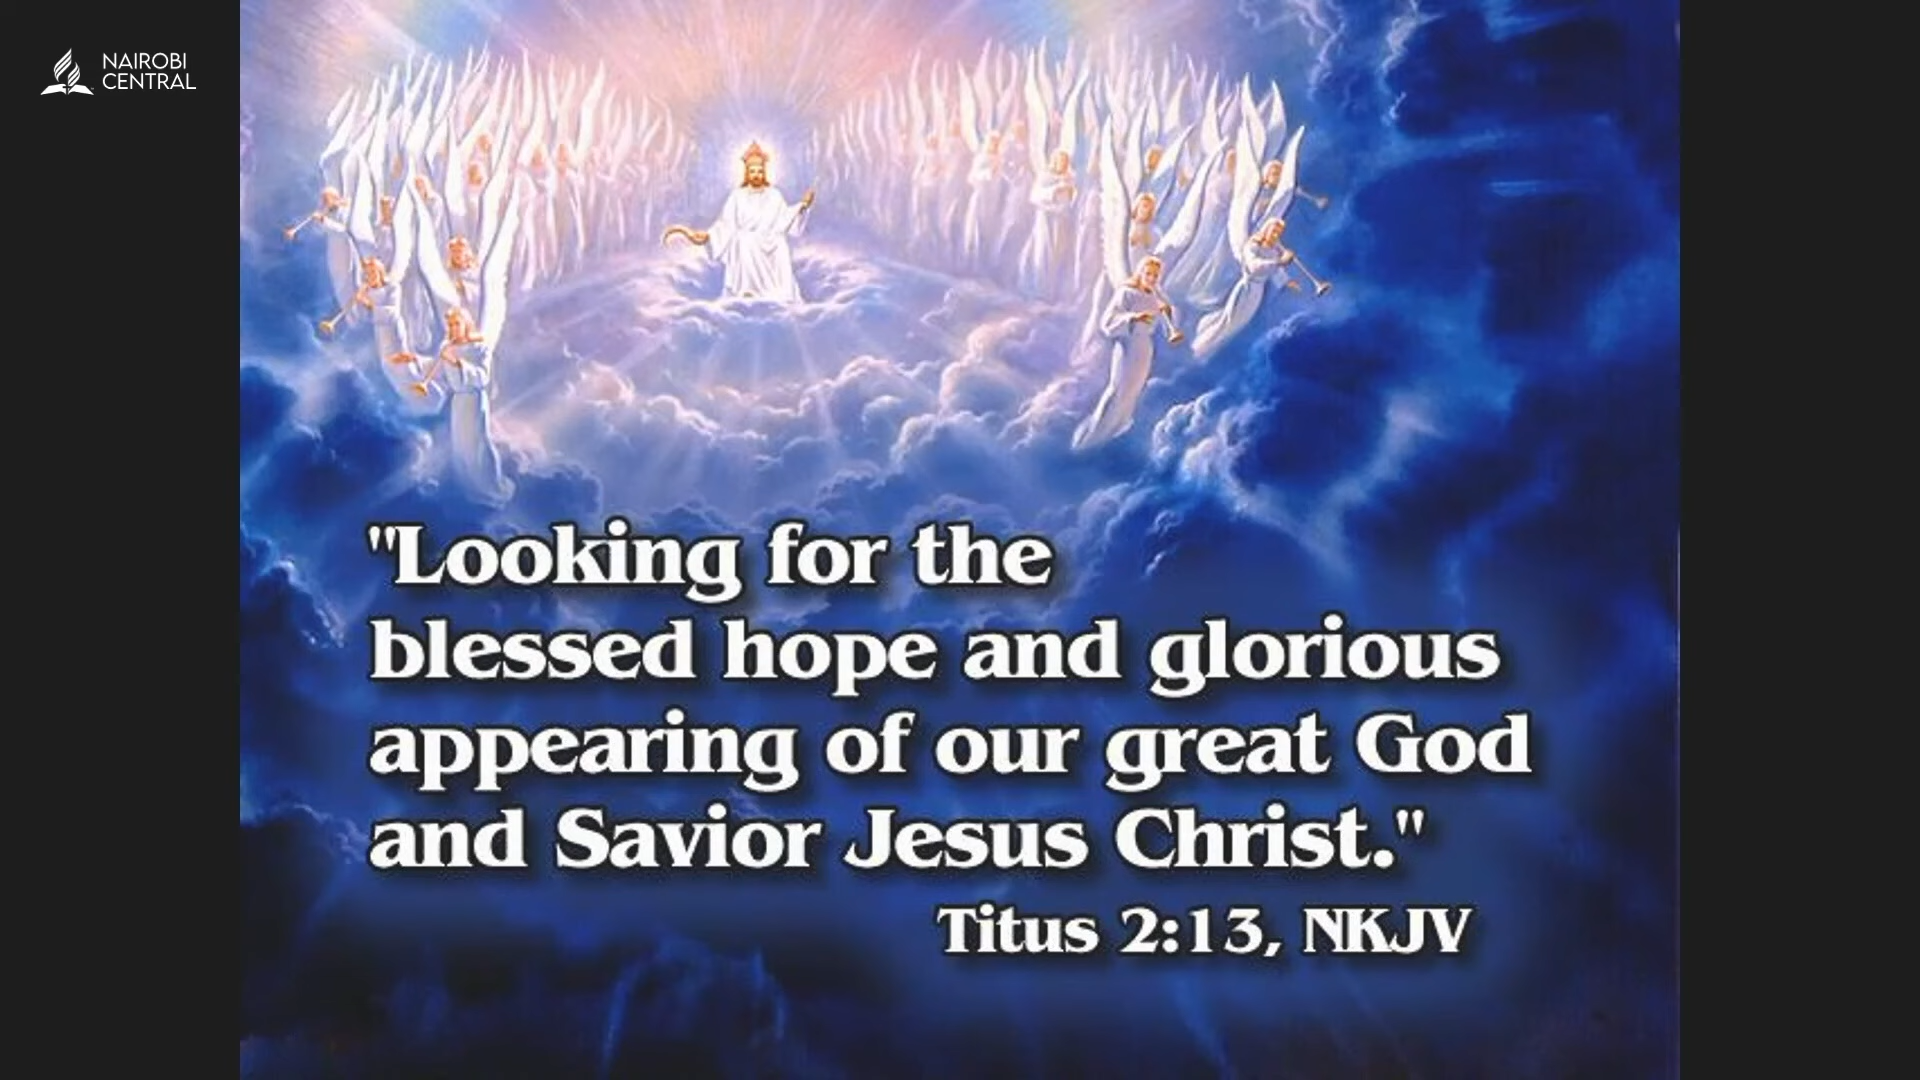 NAIROBI
CENTRAL
"Looking for the
blessed hope and glorious
appearing of our great God
and Savior Jesus Christ."
Titus 2:13, NKJV